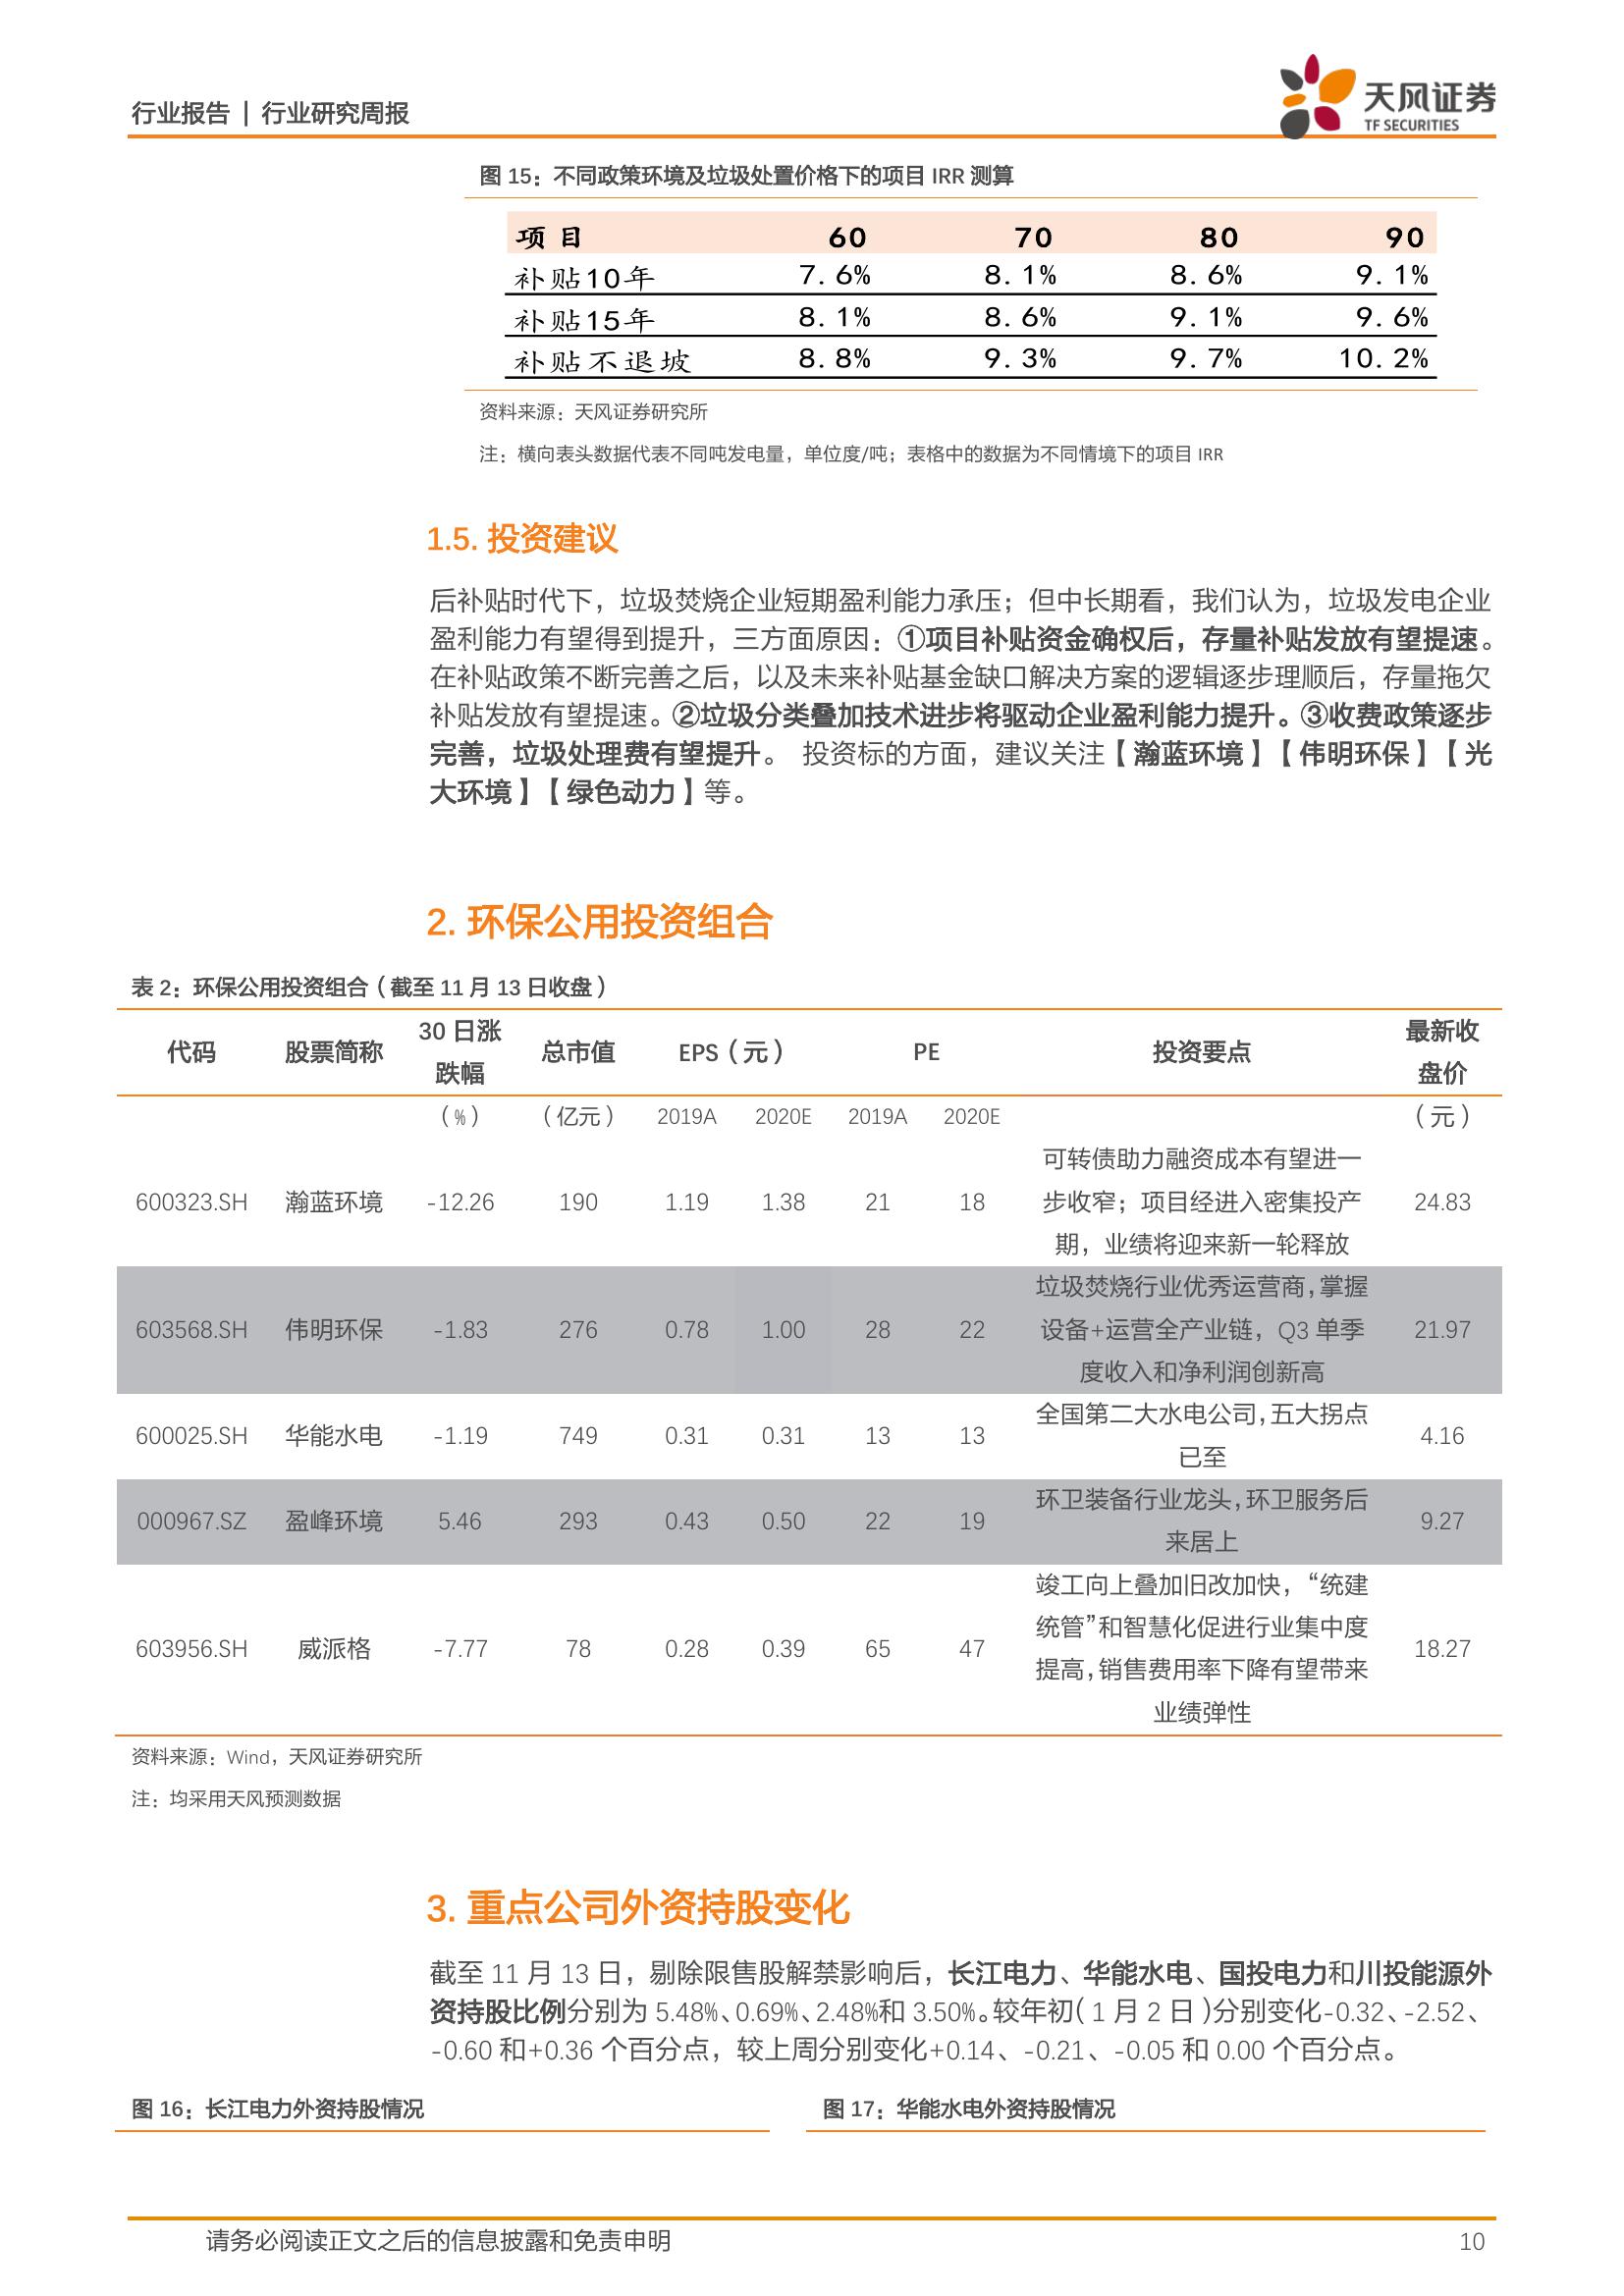 行业报告 | 行业研究周报
天风证券
TF SECURITIES
图 15：不同政策环境及垃圾处置价格下的项目 IRR 测算
项目 60 70 80 90
补贴10年 7.6% 8.1% 8.6% 9.1%
补贴15年 8.1% 8.6% 9.1% 9.6%
补贴不退坡 8.8% 9.3% 9.7% 10.2%
资料来源：天风证券研究所
注：横向表头数据代表不同吨发电量，单位度/吨；表格中的数据为不同情境下的项目 IRR
1.5. 投资建议
后补贴时代下，垃圾焚烧企业短期盈利能力承压；但中长期看，我们认为，垃圾发电企业
盈利能力有望得到提升，三方面原因：①项目补贴资金确权后，存量补贴发放有望提速。
在补贴政策不断完善之后，以及未来补贴基金缺口解决方案的逻辑逐步理顺后，存量拖欠
补贴发放有望提速。②垃圾分类叠加技术进步将驱动企业盈利能力提升。③收费政策逐步
完善，垃圾处理费有望提升。 投资标的方面，建议关注【瀚蓝环境】【伟明环保】【光
大环境】【绿色动力】等。
2. 环保公用投资组合
表 2：环保公用投资组合（截至 11 月 13 日收盘）
代码 股票简称 30 日涨 总市值 EPS（元） PE 投资要点 最新收
跌幅 盘价
（%） （亿元） 2019A 2020E 2019A 2020E （元）
可转债助力融资成本有望进一
600323.SH 瀚蓝环境 -12.26 190 1.19 1.38 21 18 步收窄；项目经进入密集投产 24.83
期，业绩将迎来新一轮释放
垃圾焚烧行业优秀运营商，掌握
603568.SH 伟明环保 -1.83 276 0.78 1.00 28 22 设备+运营全产业链，Q3 单季 21.97
度收入和净利润创新高
全国第二大水电公司，五大拐点
600025.SH 华能水电 -1.19 749 0.31 0.31 13 13 4.16
已至
环卫装备行业龙头，环卫服务后
000967.SZ 盈峰环境 5.46 293 0.43 0.50 22 19 9.27
来居上
竣工向上叠加旧改加快，“统建
统管”和智慧化促进行业集中度
603956.SH 威派格 -7.77 78 0.28 0.39 65 47 18.27
提高，销售费用率下降有望带来
业绩弹性
资料来源：Wind，天风证券研究所
注：均采用天风预测数据
3. 重点公司外资持股变化
截至 11 月 13 日，剔除限售股解禁影响后，长江电力、华能水电、国投电力和川投能源外
资持股比例分别为 5.48%、0.69%、2.48%和 3.50%。较年初（1 月 2 日）分别变化-0.32、-2.52、
-0.60 和+0.36 个百分点，较上周分别变化+0.14、-0.21、-0.05 和 0.00 个百分点。
图 16：长江电力外资持股情况 图 17：华能水电外资持股情况
请务必阅读正文之后的信息披露和免责申明 10